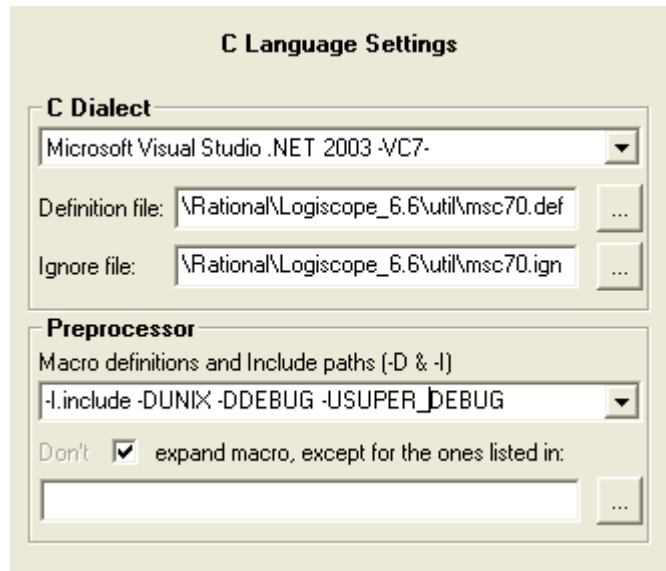 C Language Settings
C Dialect
Microsoft Visual Studio .NET 2003 -VC7-
Definition file: \Rational\Logiscope_6.6\util\msc70.def ...
Ignore file: \Rational\Logiscope_6.6\util\msc70.ign ...
Preprocessor
Macro definitions and Include paths (-D & -I)
-I.include -DUNIX -DDEBUG -USUPER_DEBUG
Don't expand macro, except for the ones listed in:
...